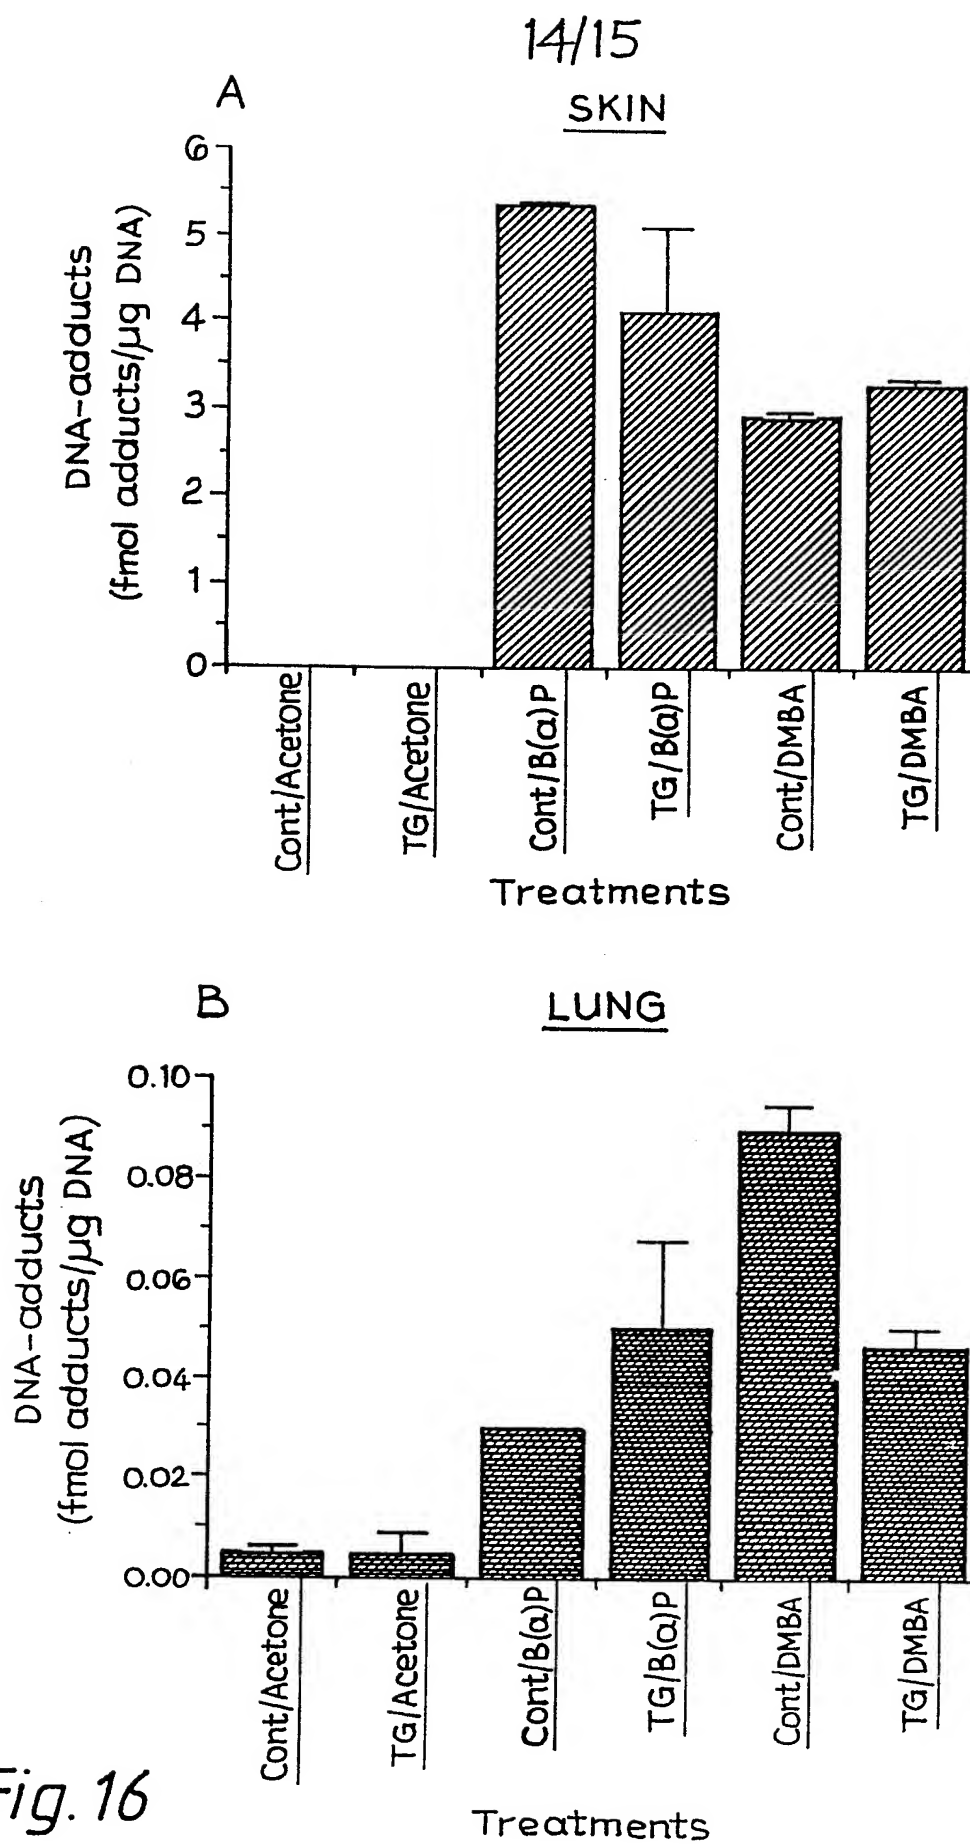 14/15
A
SKIN
DNA-adducts
(fmol adducts/µg DNA)
6
5
4
3
2
1
0
Cont/Acetone
TG/Acetone
Cont/B(a)P
TG/B(a)P
Cont/DMBA
TG/DMBA
Treatments
B
LUNG
DNA-adducts
(fmol adducts/µg DNA)
0.10
0.08
0.06
0.04
0.02
0.00
Cont/Acetone
TG/Acetone
Cont/B(a)P
TG/B(a)P
Cont/DMBA
TG/DMBA
Treatments
Fig. 16